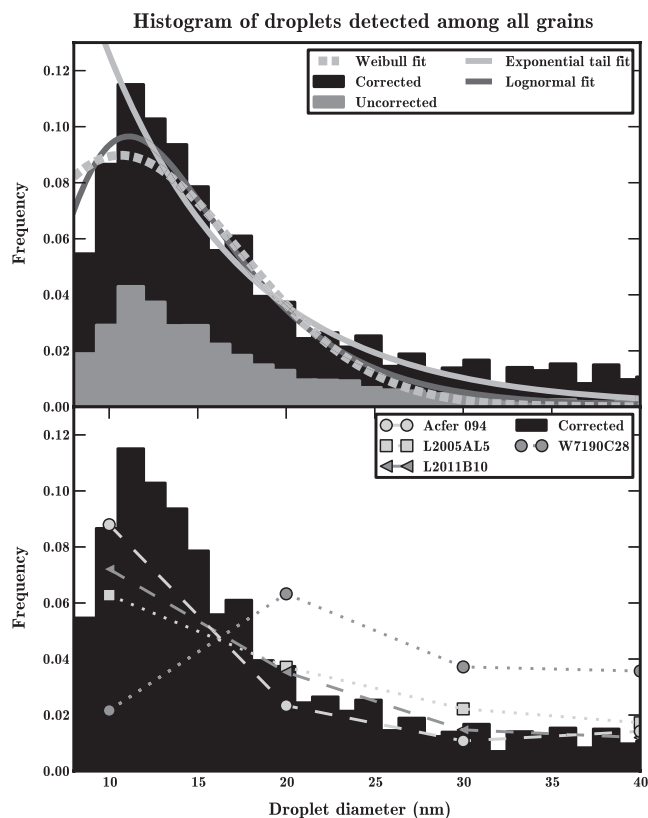 Histogram of droplets detected among all grains
Weibull fit
Corrected
Uncorrected
Exponential tail fit
Lognormal fit
0.12
0.10
0.08
0.06
0.04
0.02
0.00
Frequency
Acfer 094
L2005AL5
L2011B10
Corrected
W7190C28
0.12
0.10
0.08
0.06
0.04
0.02
0.00
Frequency
10 15 20 25 30 35 40
Droplet diameter (nm)